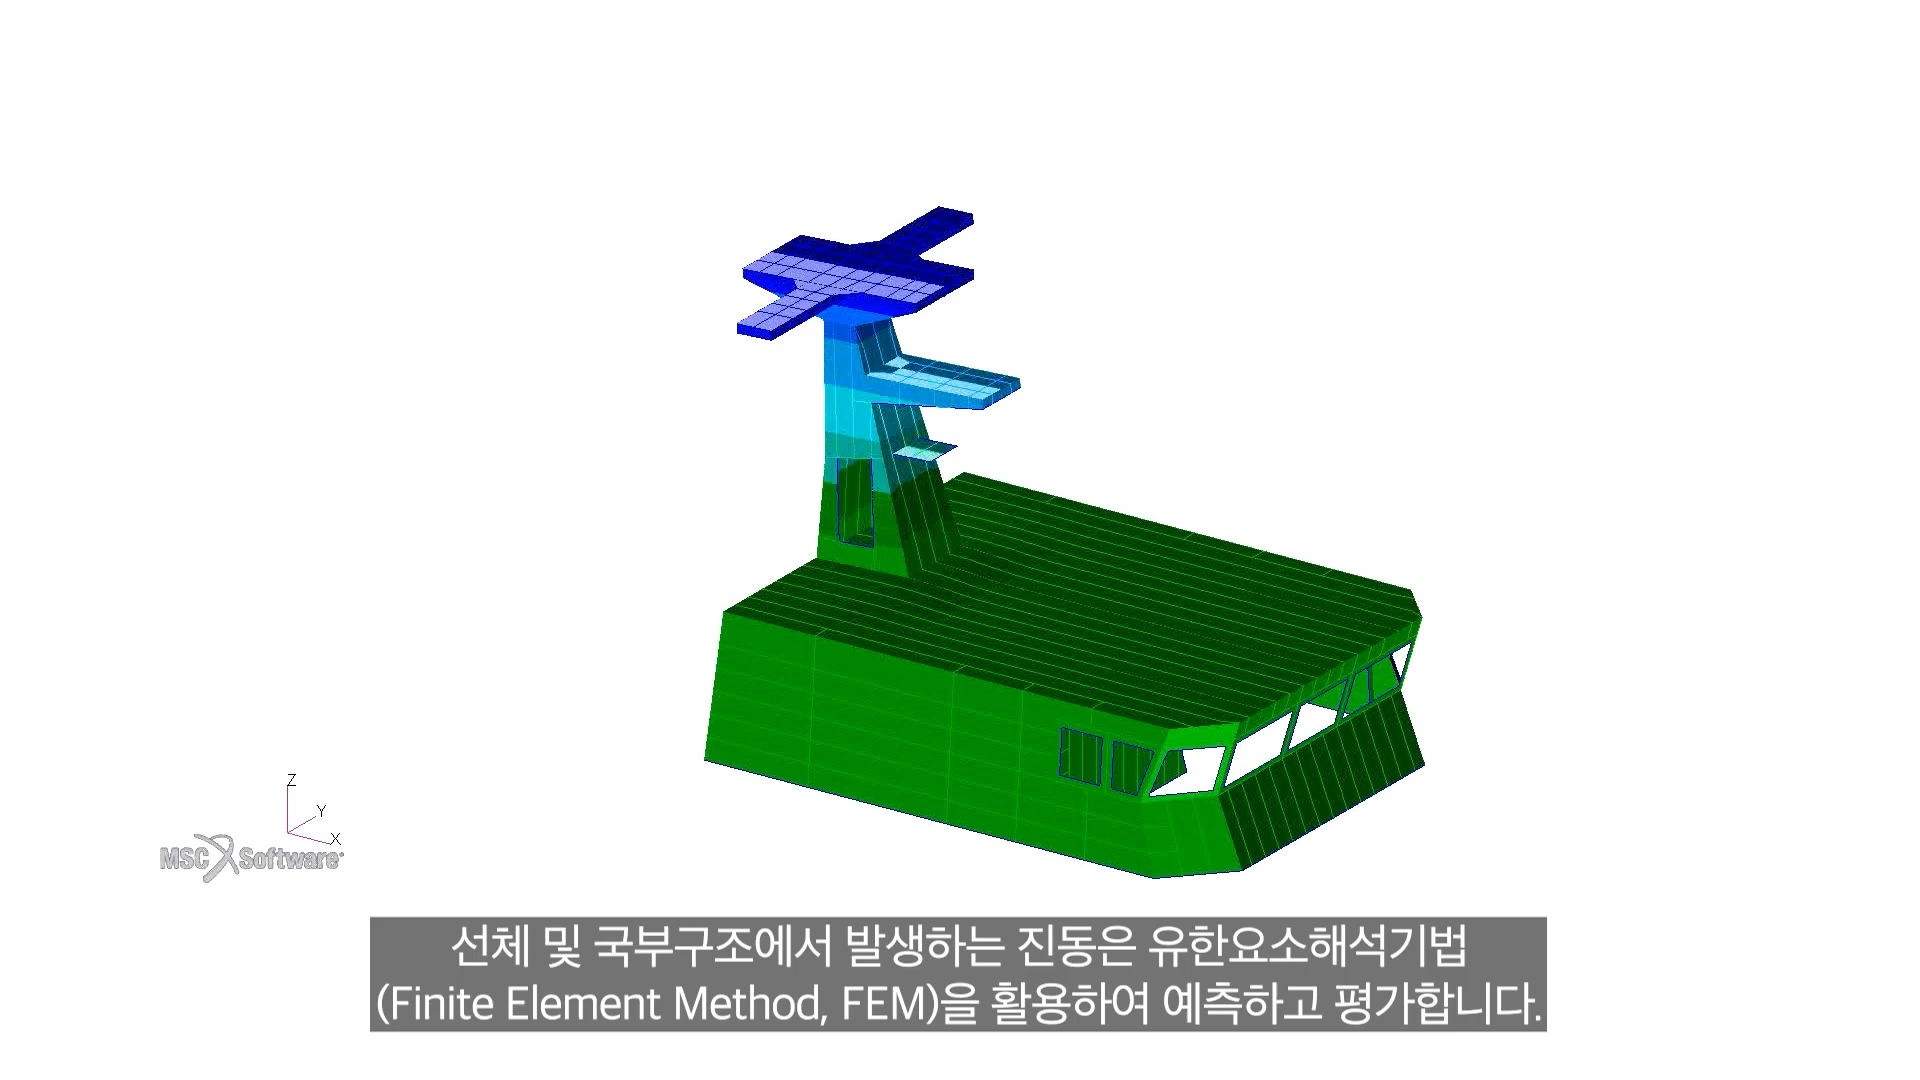 Z
Y
X
MSC Software
선체 및 국부구조에서 발생하는 진동은 유한요소해석기법
(Finite Element Method, FEM)을 활용하여 예측하고 평가합니다.